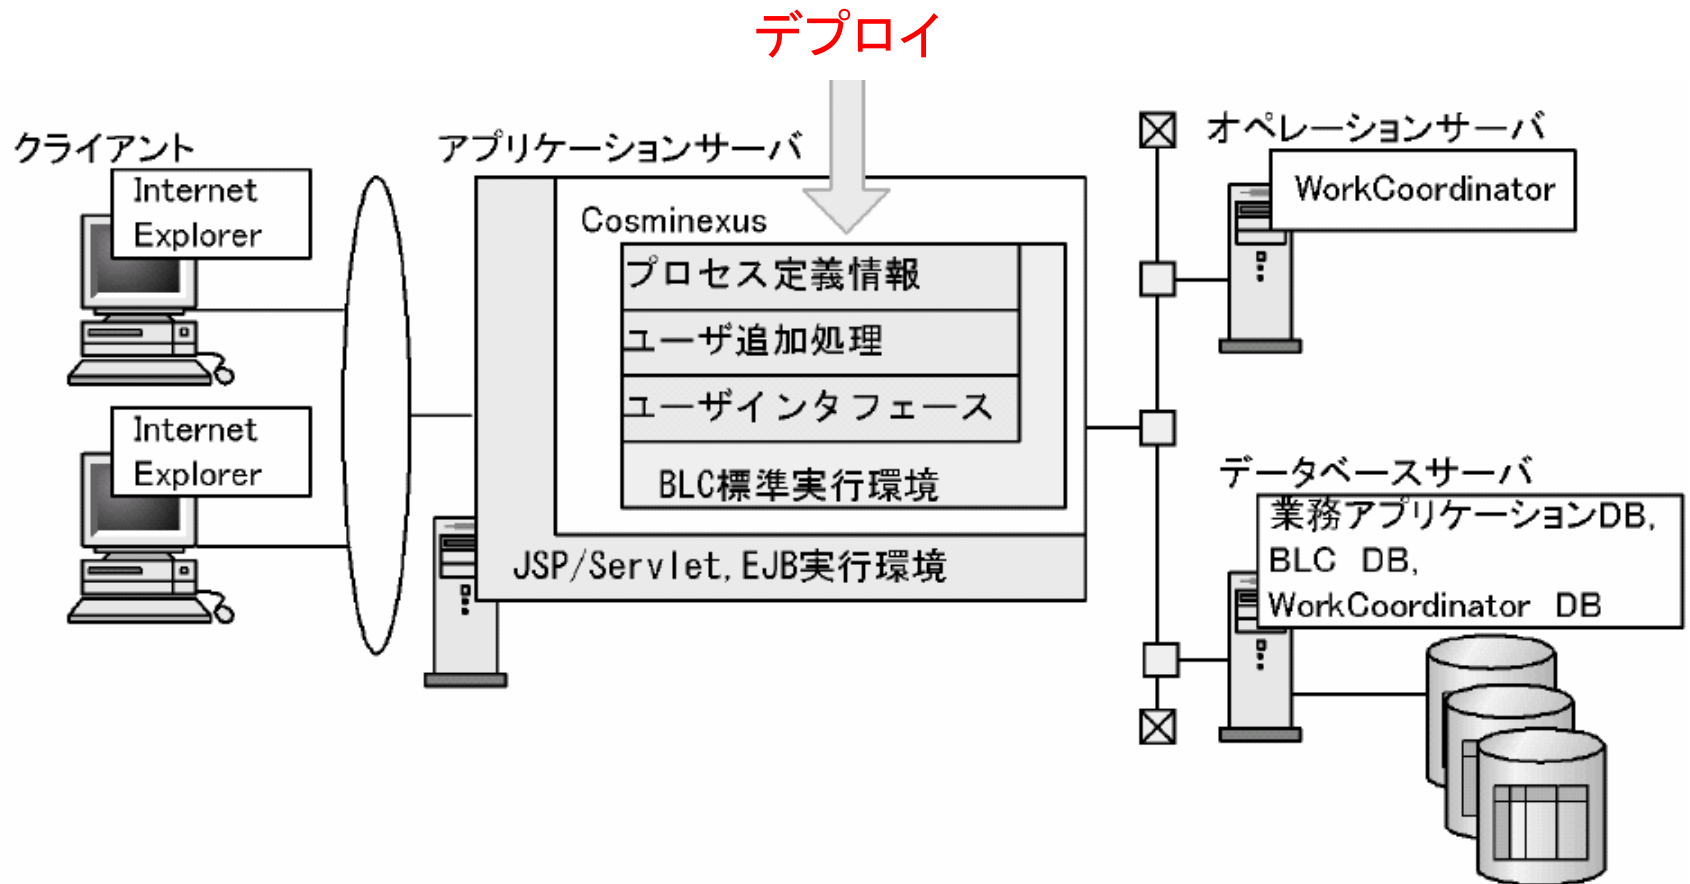 デプロイ
クライアント
Internet
Explorer
Internet
Explorer
アプリケーションサーバ
Cosminexus
プロセス定義情報
ユーザ追加処理
ユーザインタフェース
BLC標準実行環境
JSP/Servlet,EJB実行環境
オペレーションサーバ
WorkCoordinator
データベースサーバ
業務アプリケーションDB,
BLC DB,
WorkCoordinator DB